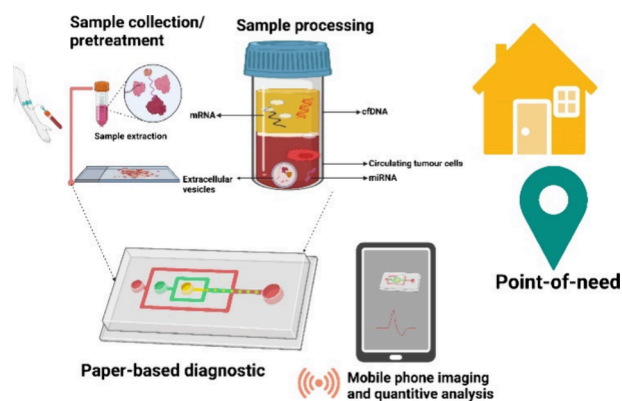 Sample collection/
pretreatment
Sample processing
Sample extraction
mRNA
cfDNA
Circulating tumour cells
Extracellular
vesicles
miRNA
Point-of-need
Paper-based diagnostic
Mobile phone imaging
and quantitive analysis